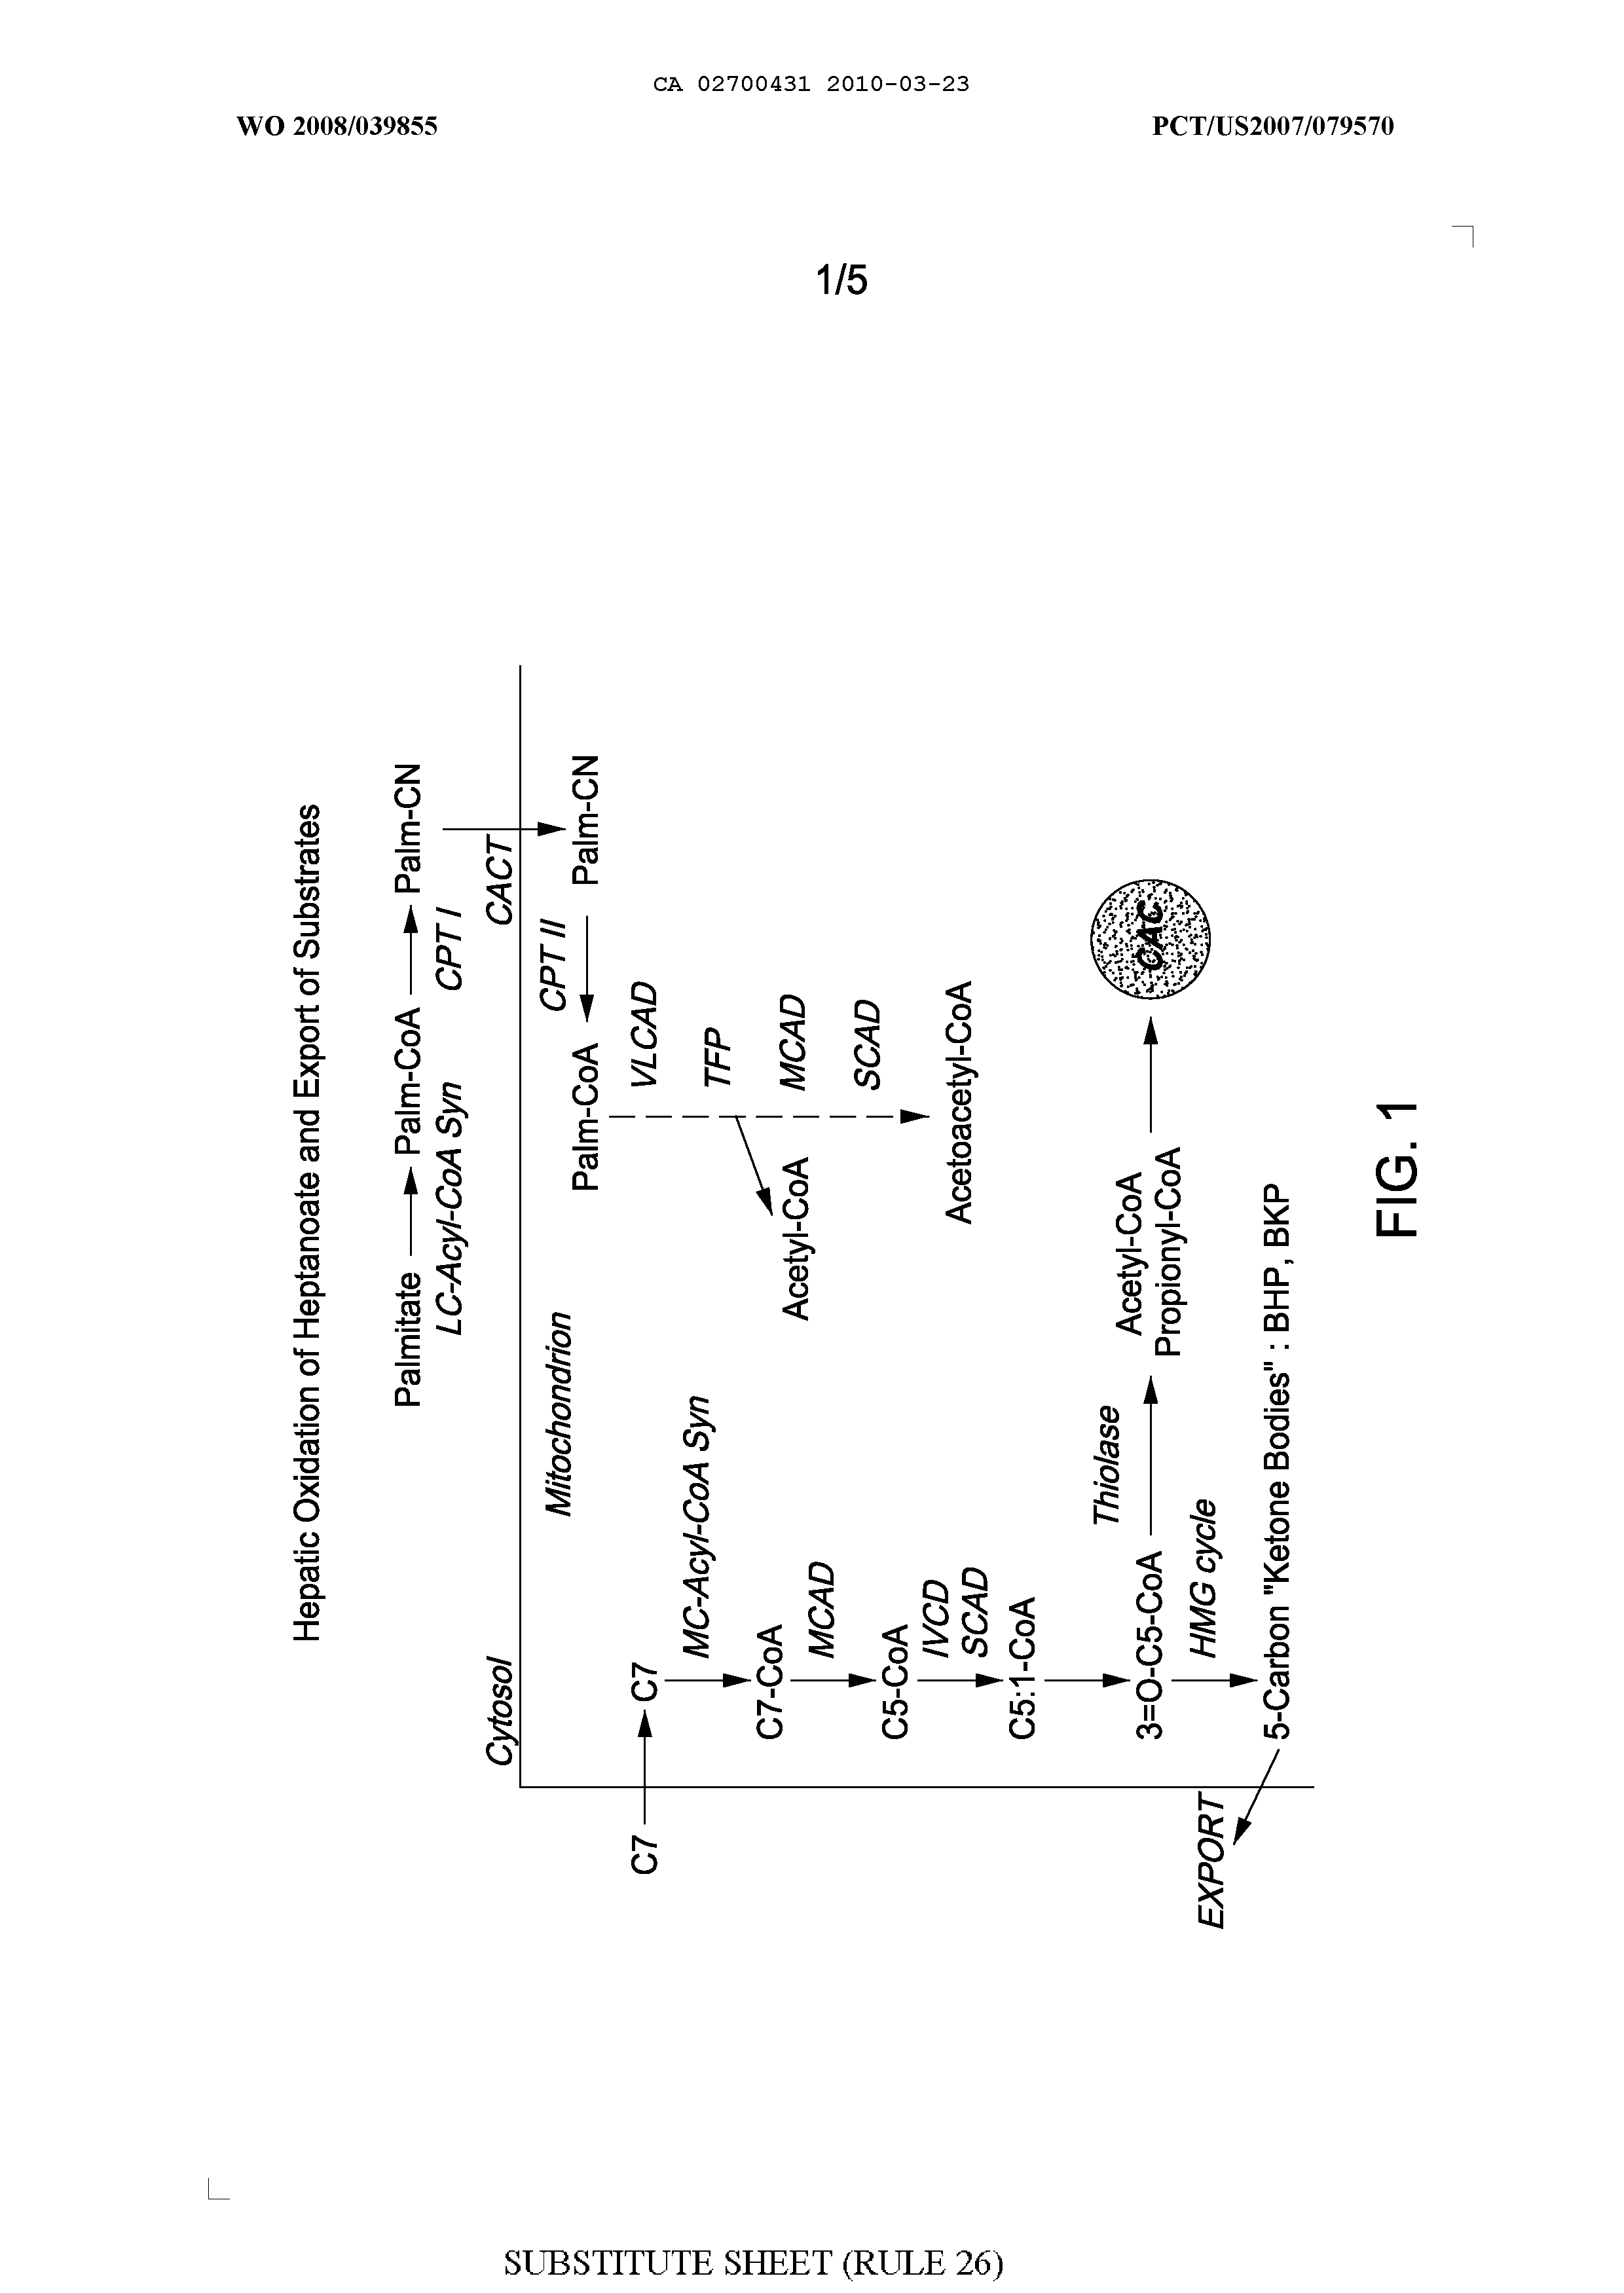 CA 02700431 2010-03-23
WO 2008/039855
PCT/US2007/079570
1/5
Hepatic Oxidation of Heptanoate and Export of Substrates
Palmitate
Palm-CoA
Palm-CN
LC-Acyl-CoA Syn
CPT I
Cytosol
CACT
Mitochondrion
CPT II
Palm-CoA
Palm-CN
C7
C7
VLCAD
MC-Acyl-CoA Syn
TFP
C7-CoA
Acetyl-CoA
MCAD
MCAD
C5-CoA
SCAD
IVCD
SCAD
Acetoacetyl-CoA
C5:1-CoA
Thiolase
3=O-C5-CoA
Acetyl-CoA
Propionyl-CoA
CAC
HMG cycle
EXPORT
5-Carbon "Ketone Bodies" : BHP, BKP
FIG. 1
SUBSTITUTE SHEET (RULE 26)